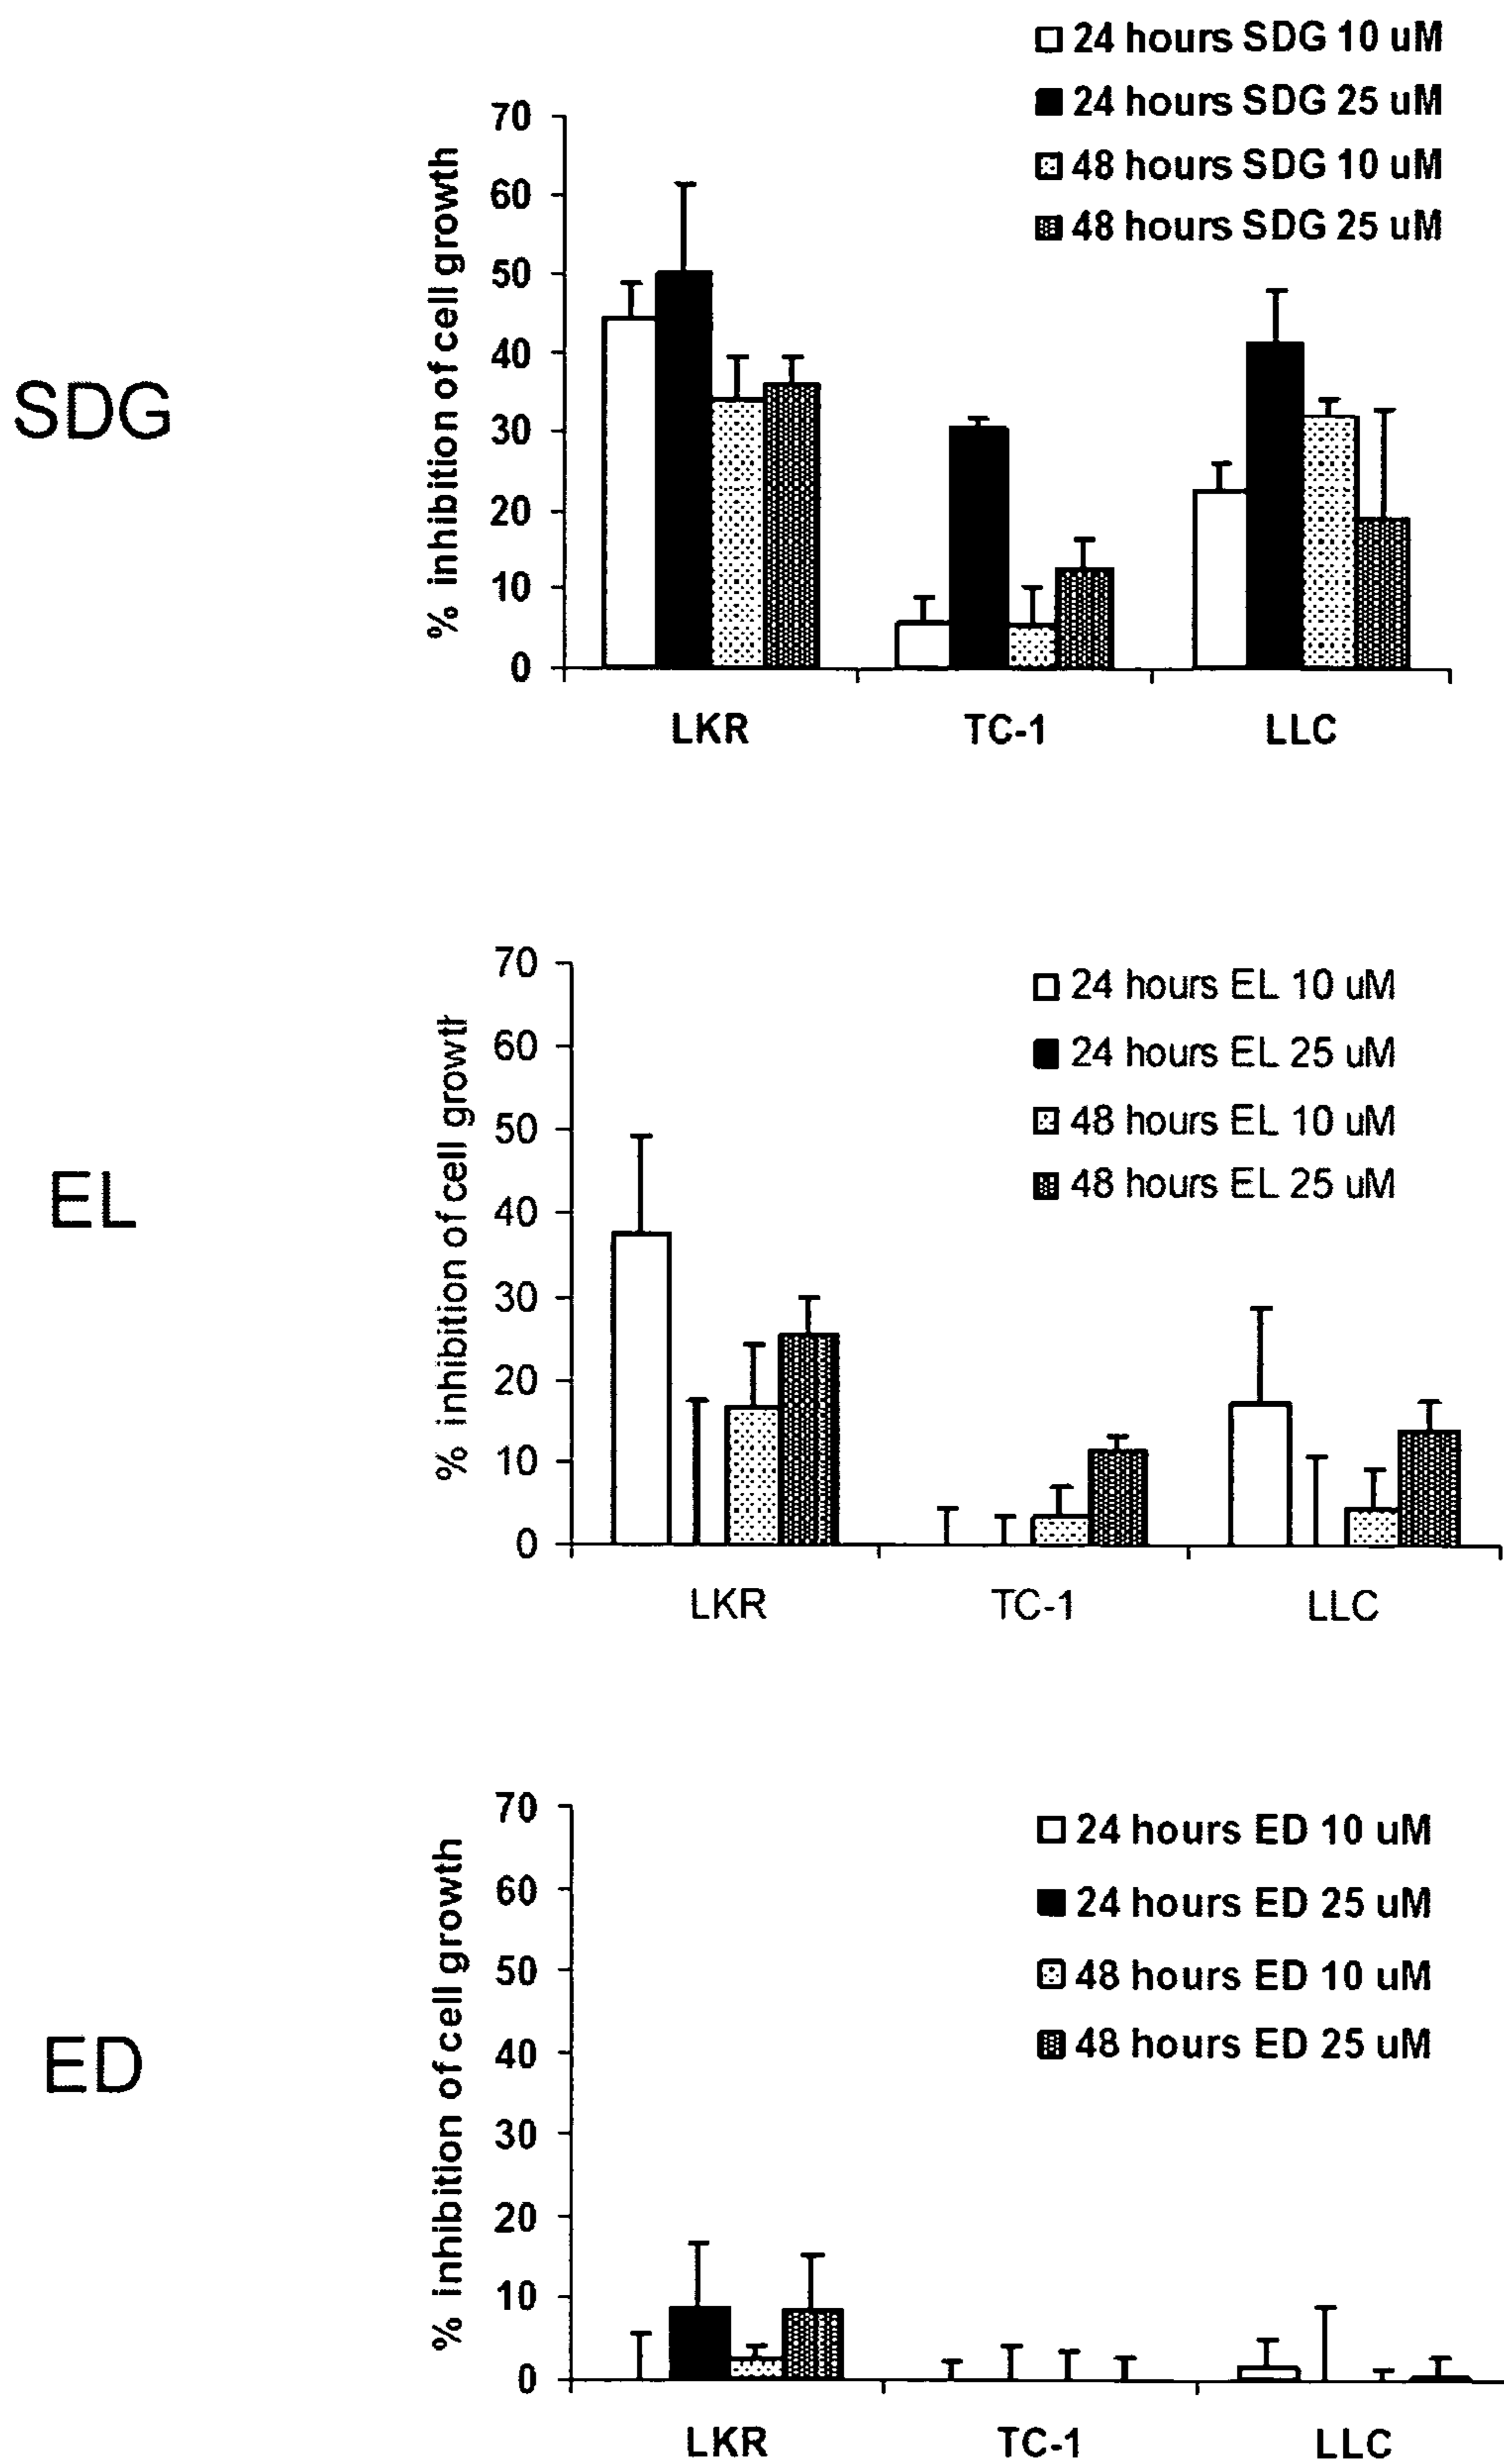 24 hours SDG 10 uM
24 hours SDG 25 uM
48 hours SDG 10 uM
48 hours SDG 25 uM
SDG
% inhibition of cell growth
70
60
50
40
30
20
10
0
LKR TC-1 LLC
EL
% inhibition of cell growth
70
60
50
40
30
20
10
0
24 hours EL 10 uM
24 hours EL 25 uM
48 hours EL 10 uM
48 hours EL 25 uM
LKR TC-1 LLC
ED
% inhibition of cell growth
70
60
50
40
30
20
10
0
24 hours ED 10 uM
24 hours ED 25 uM
48 hours ED 10 uM
48 hours ED 25 uM
LKR TC-1 LLC